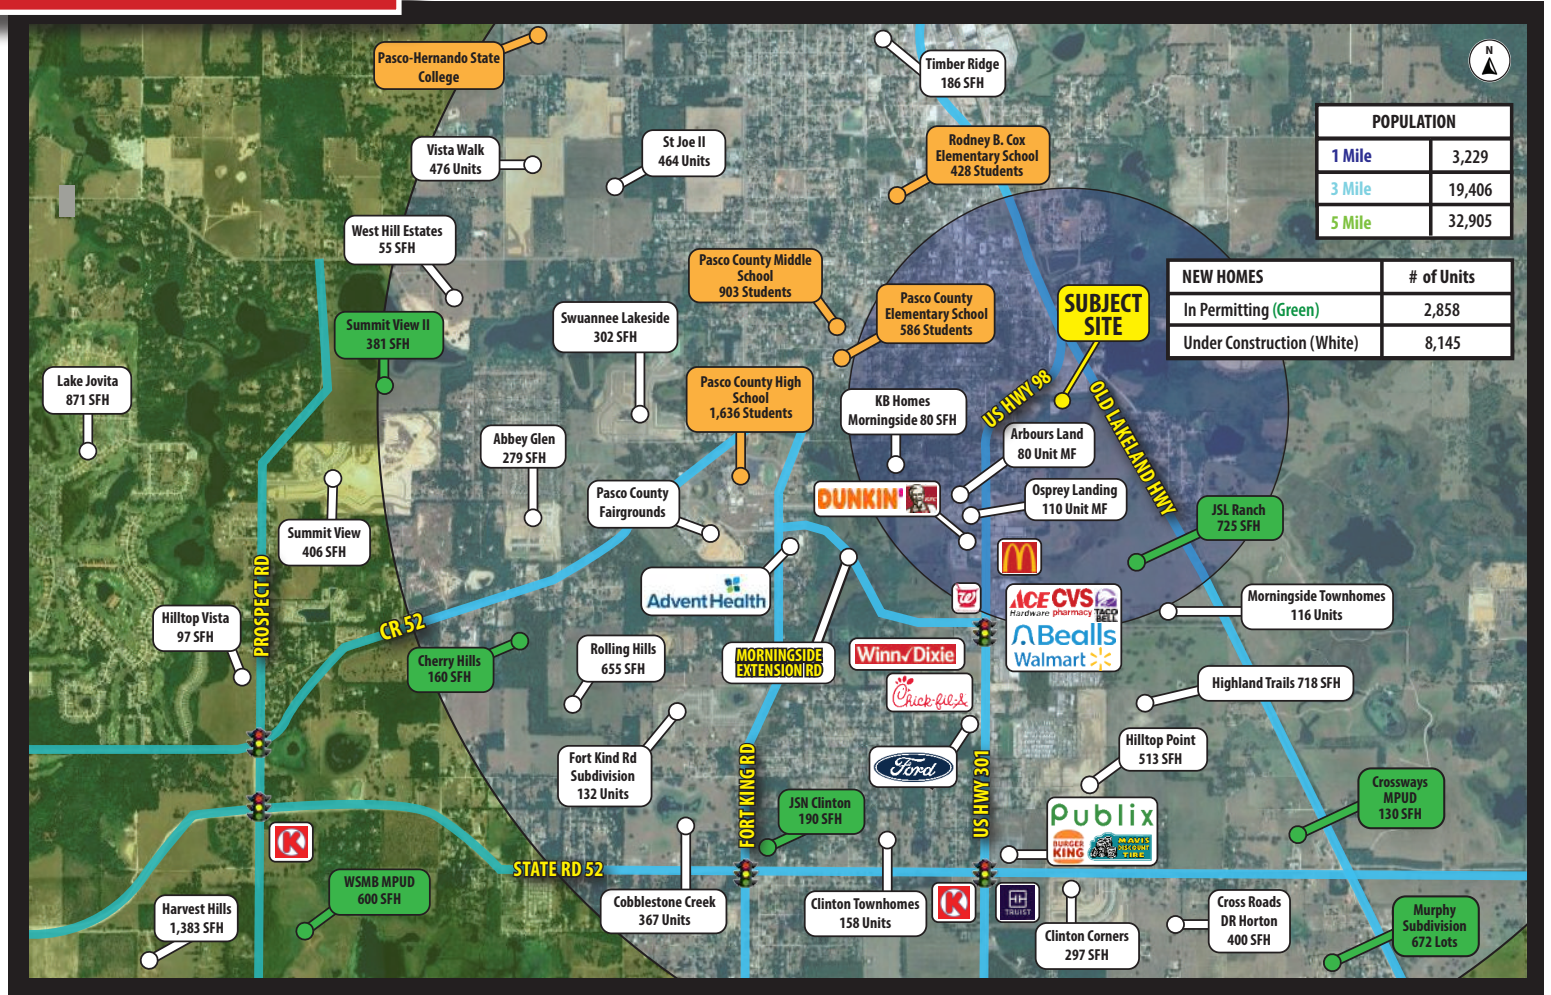 Pasco-Hernando State
College
Timber Ridge
186 SFH
N
POPULATION
1 Mile 3,229
3 Mile 19,406
5 Mile 32,905
Vista Walk
476 Units
St Joe II
464 Units
Rodney B. Cox
Elementary School
428 Students
West Hill Estates
55 SFH
Pasco County Middle
School
903 Students
NEW HOMES # of Units
In Permitting (Green) 2,858
Under Construction (White) 8,145
Summit View II
381 SFH
Swuannee Lakeside
302 SFH
Pasco County
Elementary School
586 Students
SUBJECT
SITE
Lake Jovita
871 SFH
Pasco County High
School
1,636 Students
KB Homes
Morningside 80 SFH
US HWY 98
OLD LAKELAND HWY
Abbey Glen
279 SFH
Arbours Land
80 Unit MF
Pasco County
Fairgrounds
DUNKIN'
KFC
Osprey Landing
110 Unit MF
JSL Ranch
725 SFH
Summit View
406 SFH
PROSPECT RD
AdventHealth
ACE
Hardware
CVS
pharmacy
TACO
BELL
Bealls
Walmart
Morningside Townhomes
116 Units
Hilltop Vista
97 SFH
CR 52
Cherry Hills
160 SFH
Rolling Hills
655 SFH
MORNINGSIDE
EXTENSION RD
Winn Dixie
Chick-fil-A
Highland Trails 718 SFH
Fort Kind Rd
Subdivision
132 Units
FORT KING RD
Ford
US HWY 301
Hilltop Point
513 SFH
Crossways
MPUD
130 SFH
JSN Clinton
190 SFH
Publix
BURGER
KING
MAVIS
DISCOUNT
TIRE
K
STATE RD 52
WSMB MPUD
600 SFH
Harvest Hills
1,383 SFH
Cobblestone Creek
367 Units
Clinton Townhomes
158 Units
K
TRUIST
Clinton Corners
297 SFH
Cross Roads
DR Horton
400 SFH
Murphy
Subdivision
672 Lots